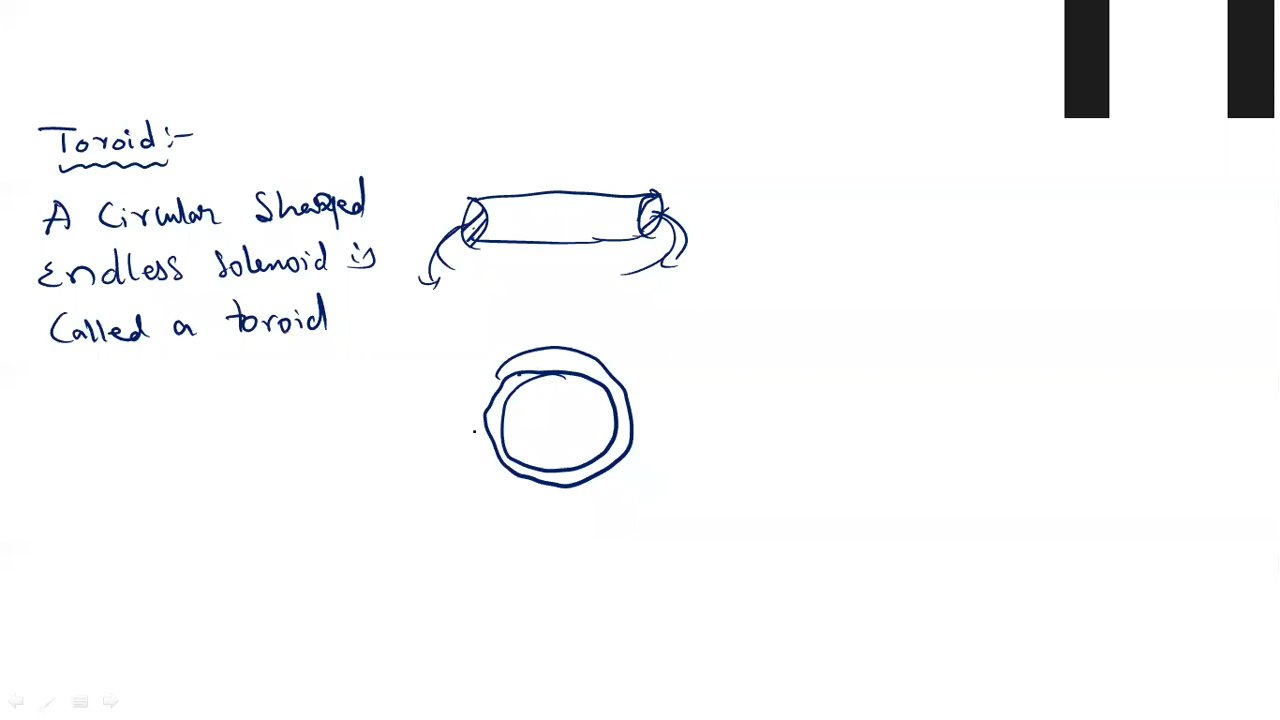 Toroid :-
A Circular Shaped
Endless Solenoid is
Called a toroid